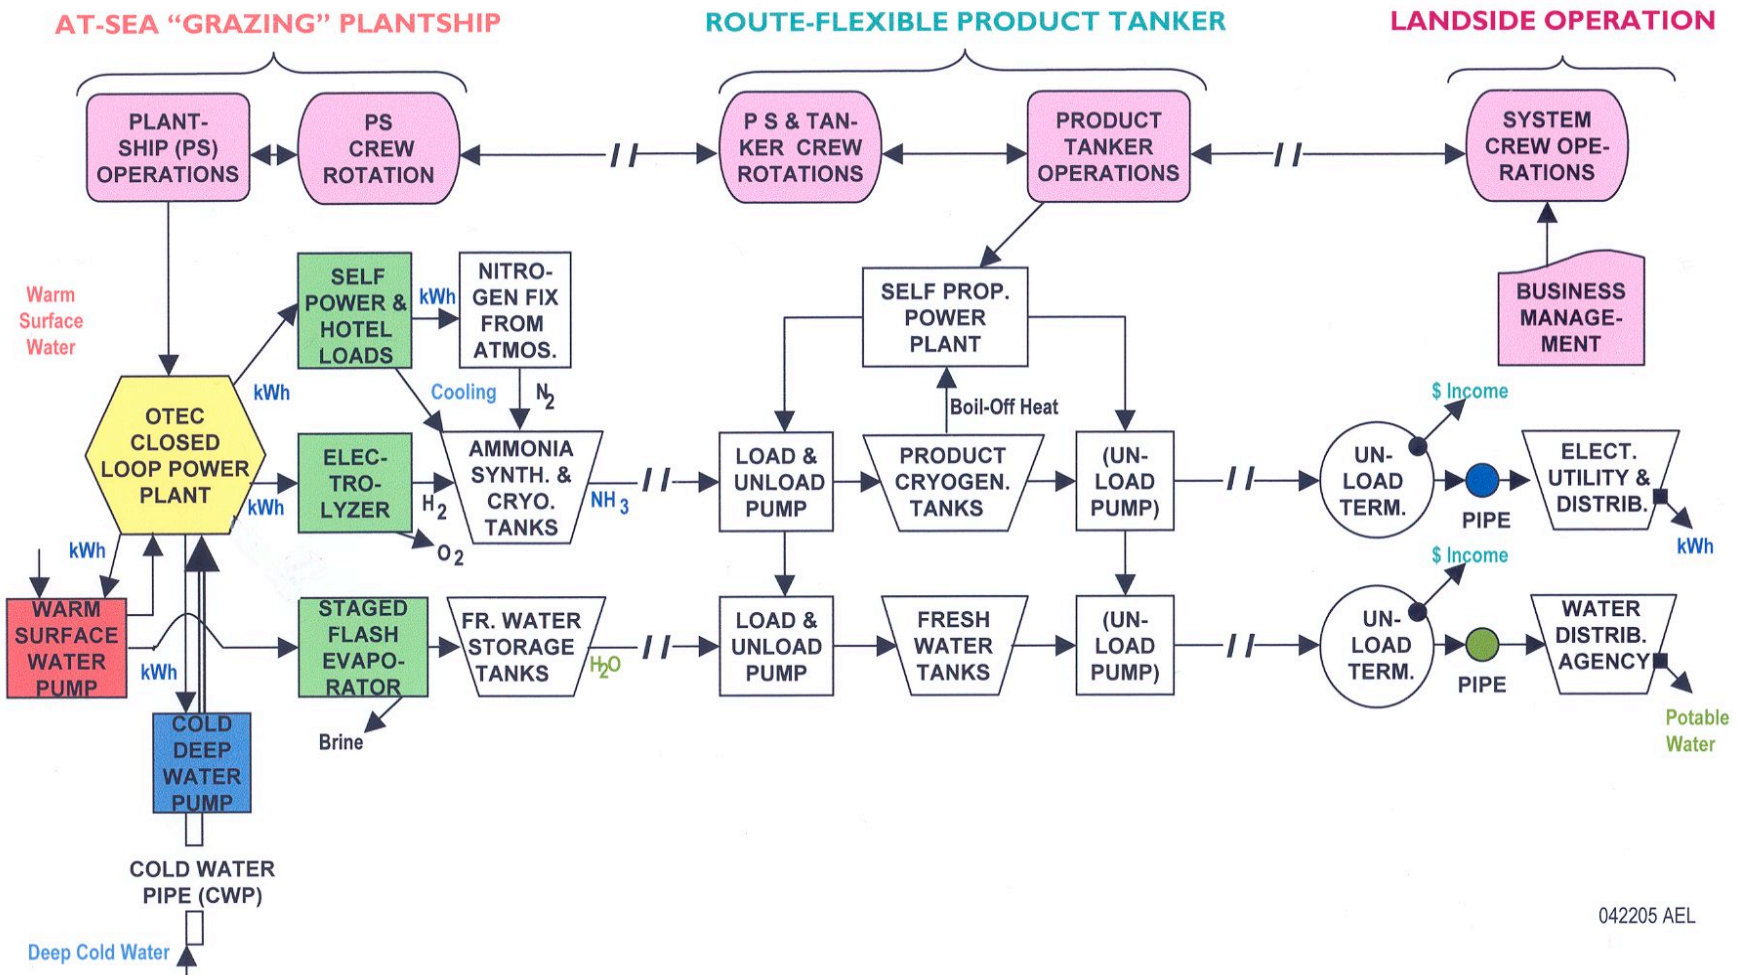 AT-SEA “GRAZING” PLANTSHIP
ROUTE-FLEXIBLE PRODUCT TANKER
LANDSIDE OPERATION
PLANT-
SHIP (PS)
OPERATIONS
PS
CREW
ROTATION
P S & TAN-
KER CREW
ROTATIONS
PRODUCT
TANKER
OPERATIONS
SYSTEM
CREW OPE-
RATIONS
Warm
Surface
Water
SELF
POWER &
HOTEL
LOADS
kWh
NITRO-
GEN FIX
FROM
ATMOS.
SELF PROP.
POWER
PLANT
BUSINESS
MANAGE-
MENT
kWh
Cooling
N2
Boil-Off Heat
$ Income
OTEC
CLOSED
LOOP POWER
PLANT
kWh
ELEC-
TRO-
LYZER
H2
O2
AMMONIA
SYNTH. &
CRYO.
TANKS
NH3
LOAD &
UNLOAD
PUMP
PRODUCT
CRYOGEN.
TANKS
(UN-
LOAD
PUMP)
UN-
LOAD
TERM.
PIPE
ELECT.
UTILITY &
DISTRIB.
kWh
kWh
$ Income
WARM
SURFACE
WATER
PUMP
kWh
STAGED
FLASH
EVAPO-
RATOR
Brine
FR. WATER
STORAGE
TANKS
H2O
LOAD &
UNLOAD
PUMP
FRESH
WATER
TANKS
(UN-
LOAD
PUMP)
UN-
LOAD
TERM.
PIPE
WATER
DISTRIB.
AGENCY
Potable
Water
COLD
DEEP
WATER
PUMP
COLD WATER
PIPE (CWP)
Deep Cold Water
042205 AEL